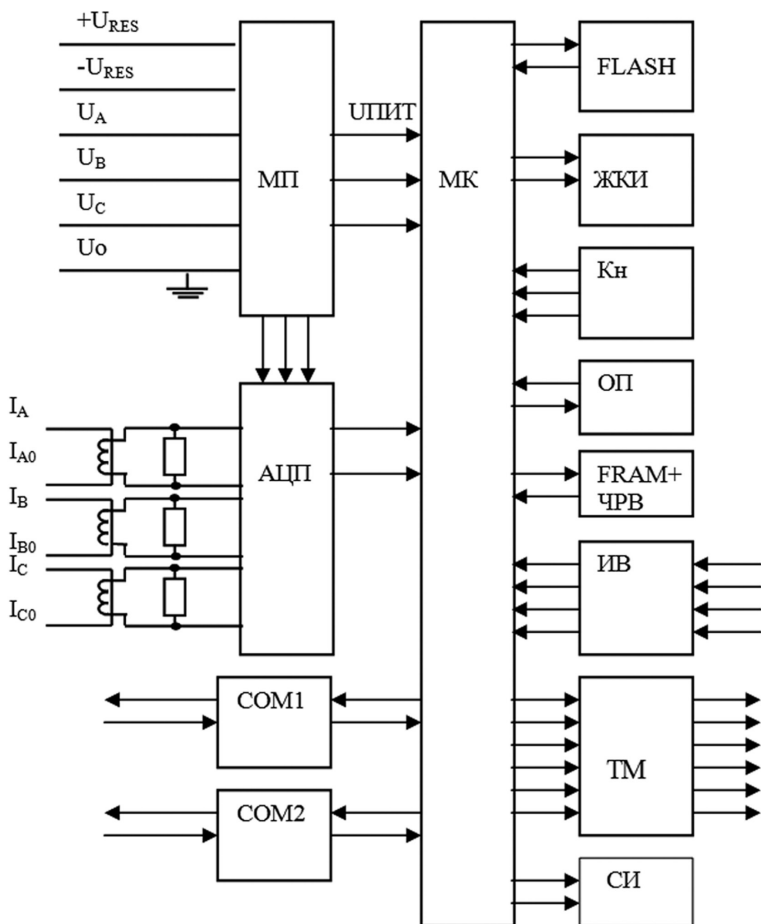 +U_RES
-U_RES
U_A
U_B
U_C
Uo
МП
UПИТ
МК
FLASH
ЖКИ
Кн
ОП
FRAM+
ЧРВ
ИВ
ТМ
СИ
I_A
I_A0
I_B
I_B0
I_C
I_C0
АЦП
COM1
COM2